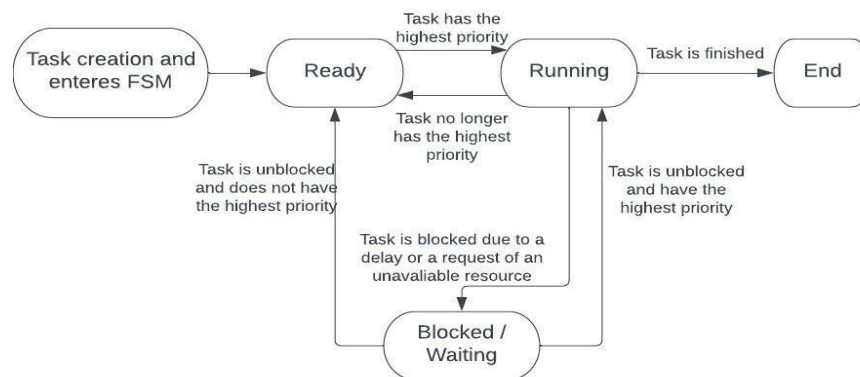 Task has the
highest priority
Task creation and
enteres FSM
Ready
Running
Task is finished
End
Task no longer
has the highest
priority
Task is unblocked
and does not have
the highest priority
Task is unblocked
and have the
highest priority
Task is blocked due to a
delay or a request of an
unavaliable resource
Blocked /
Waiting